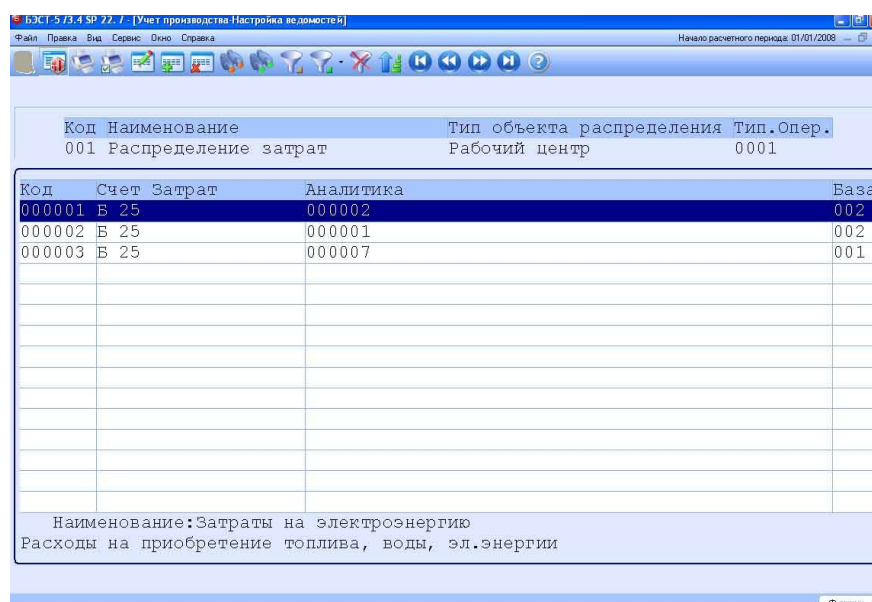 БЭСТ-5 /3.4 SP 22. / - [Учет производства-Настройка ведомостей]
Файл Правка Вид Сервис Окно Справка Начало расчетного периода: 01/01/2008
Код Наименование Тип объекта распределения Тип.Опер.
001 Распределение затрат Рабочий центр 0001
Код Счет Затрат Аналитика База
000001 Б 25 000002 002
000002 Б 25 000001 002
000003 Б 25 000007 001
Наименование:Затраты на электроэнергию
Расходы на приобретение топлива, воды, эл.энергии